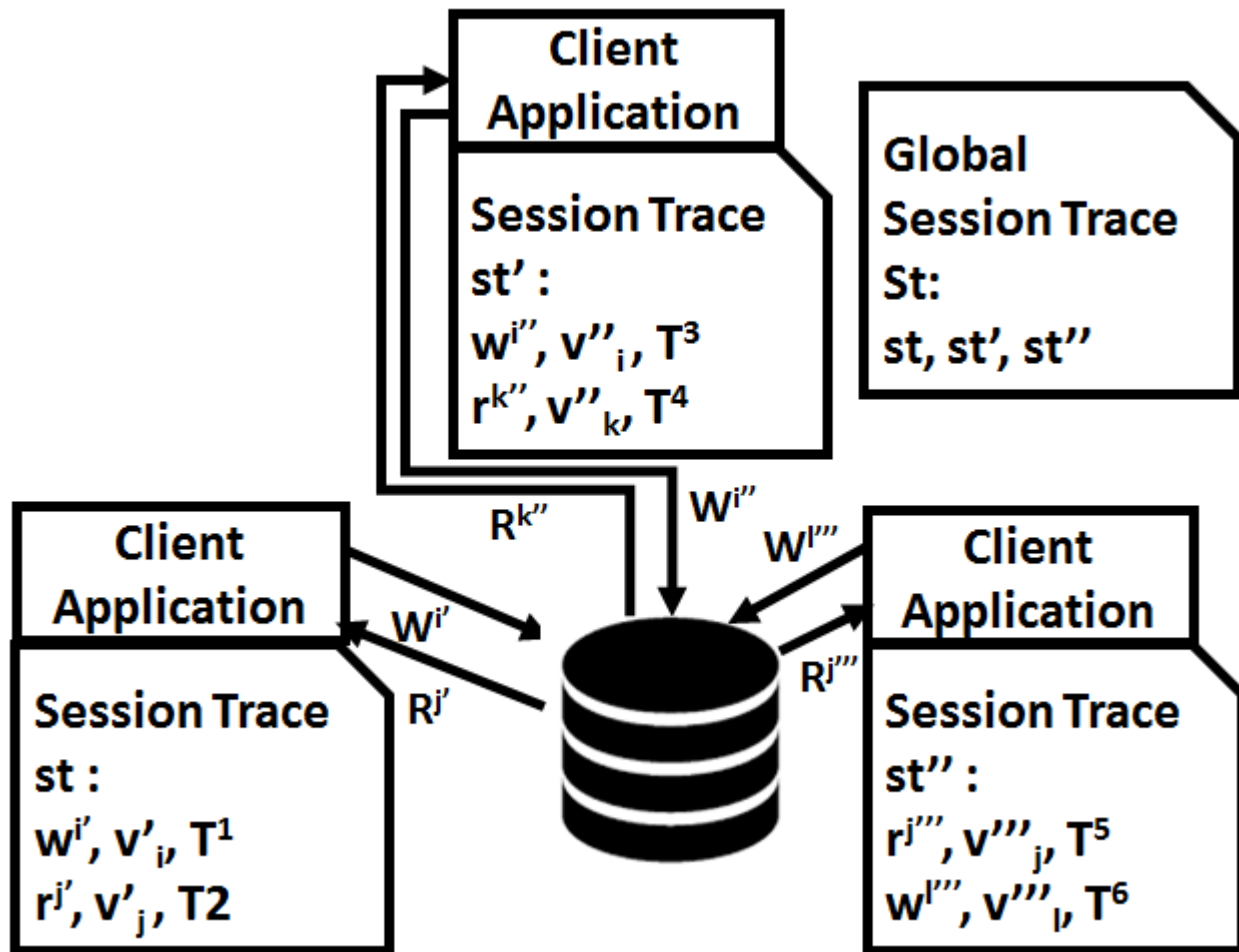 Client
Application
Session Trace
st’ :
wⁱ’’, v’’ᵢ, T³
rᵏ’’, v’’ₖ, T⁴
Global
Session Trace
St:
st, st’, st’’
Rᵏ’’
Wⁱ’’
Client
Application
Wⁱ’
Rʲ’
Session Trace
st :
wⁱ’, v’ᵢ, T¹
rʲ’, v’ⱼ, T2
Wˡ’’’
Rʲ’’’
Client
Application
Session Trace
st’’ :
rʲ’’’, v’’’ⱼ, T⁵
wˡ’’’, v’’’ₗ, T⁶